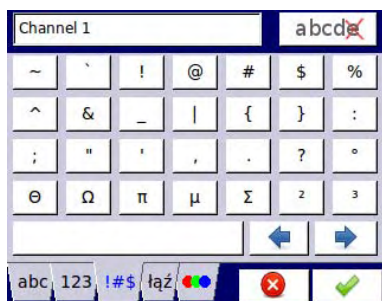 Channel 1 abcde
~ ` ! @ # $ %
^ & _ | { } :
; " ' , . ? °
Θ Ω π μ Σ ² ³
abc 123 !#$ łąź